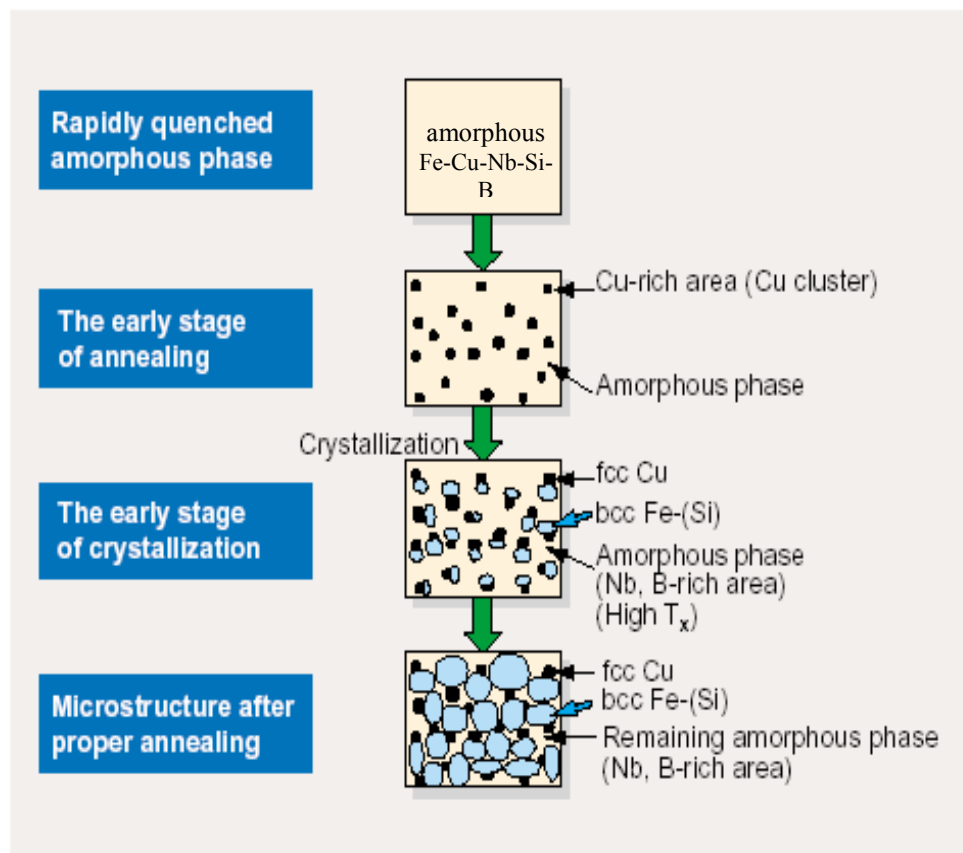 Rapidly quenched
amorphous phase
amorphous
Fe-Cu-Nb-Si-
B
The early stage
of annealing
Cu-rich area (Cu cluster)
Amorphous phase
Crystallization
The early stage
of crystallization
fcc Cu
bcc Fe-(Si)
Amorphous phase
(Nb, B-rich area)
(High Tx)
Microstructure after
proper annealing
fcc Cu
bcc Fe-(Si)
Remaining amorphous phase
(Nb, B-rich area)